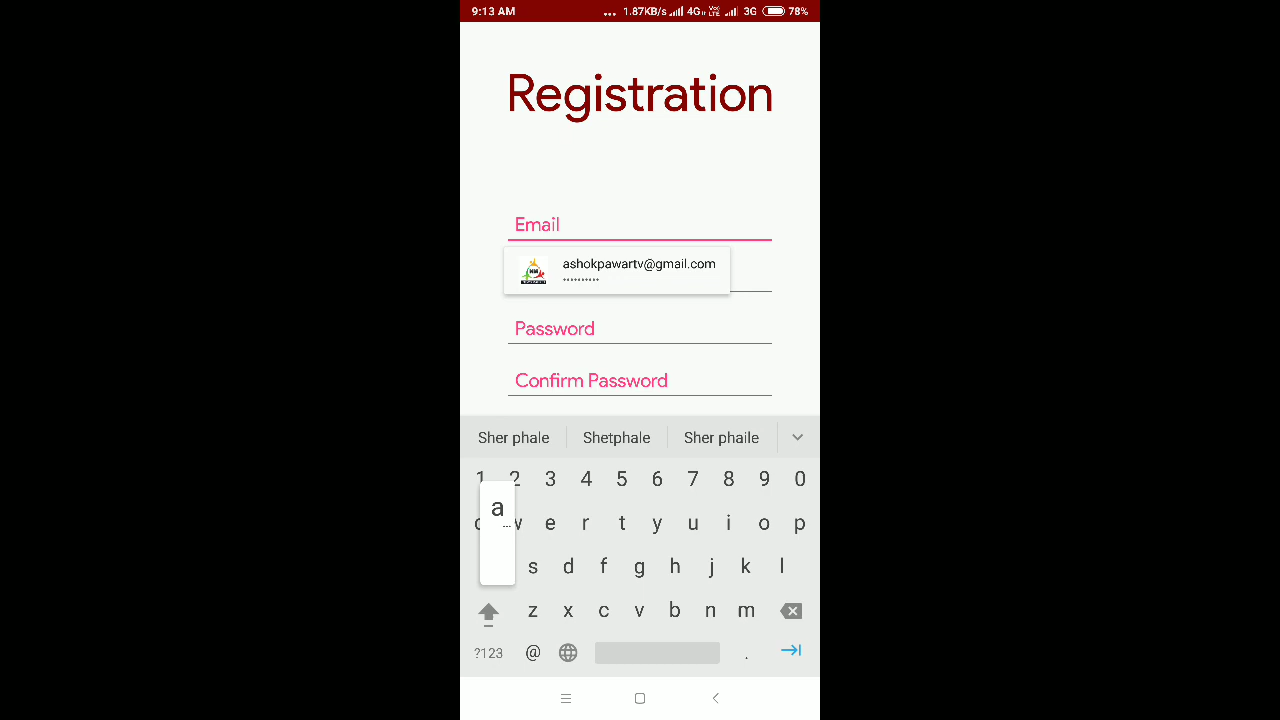 9:13 AM ... 1.87KB/s 4G VoLTE 3G 78%
Registration
Email
ashokpawartv@gmail.com
••••••••••
Password
Confirm Password
Sher phale Shetphale Sher phaile
1 2 3 4 5 6 7 8 9 0
w e r t y u i o p
a s d f g h j k l
z x c v b n m
?123 @ .